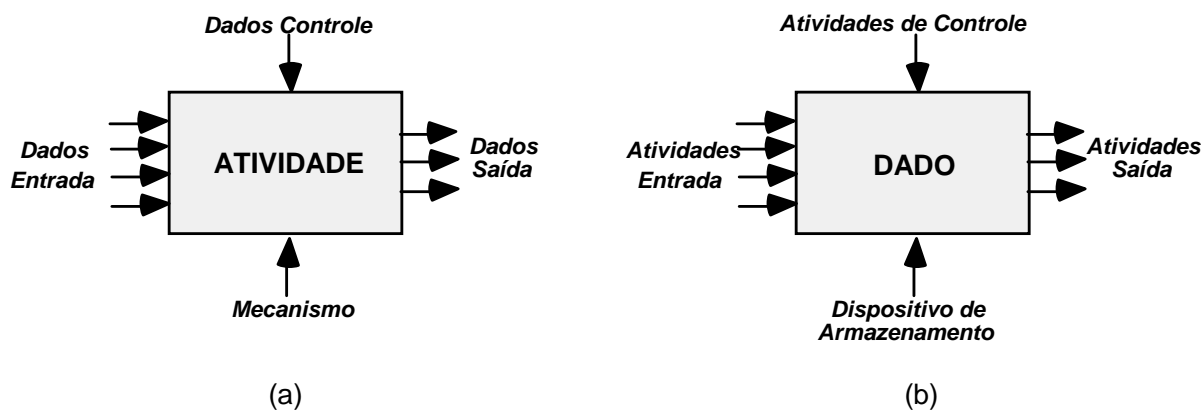 Dados Controle
Dados
Entrada
ATIVIDADE
Dados
Saída
Mecanismo
(a)
Atividades de Controle
Atividades
Entrada
DADO
Atividades
Saída
Dispositivo de
Armazenamento
(b)